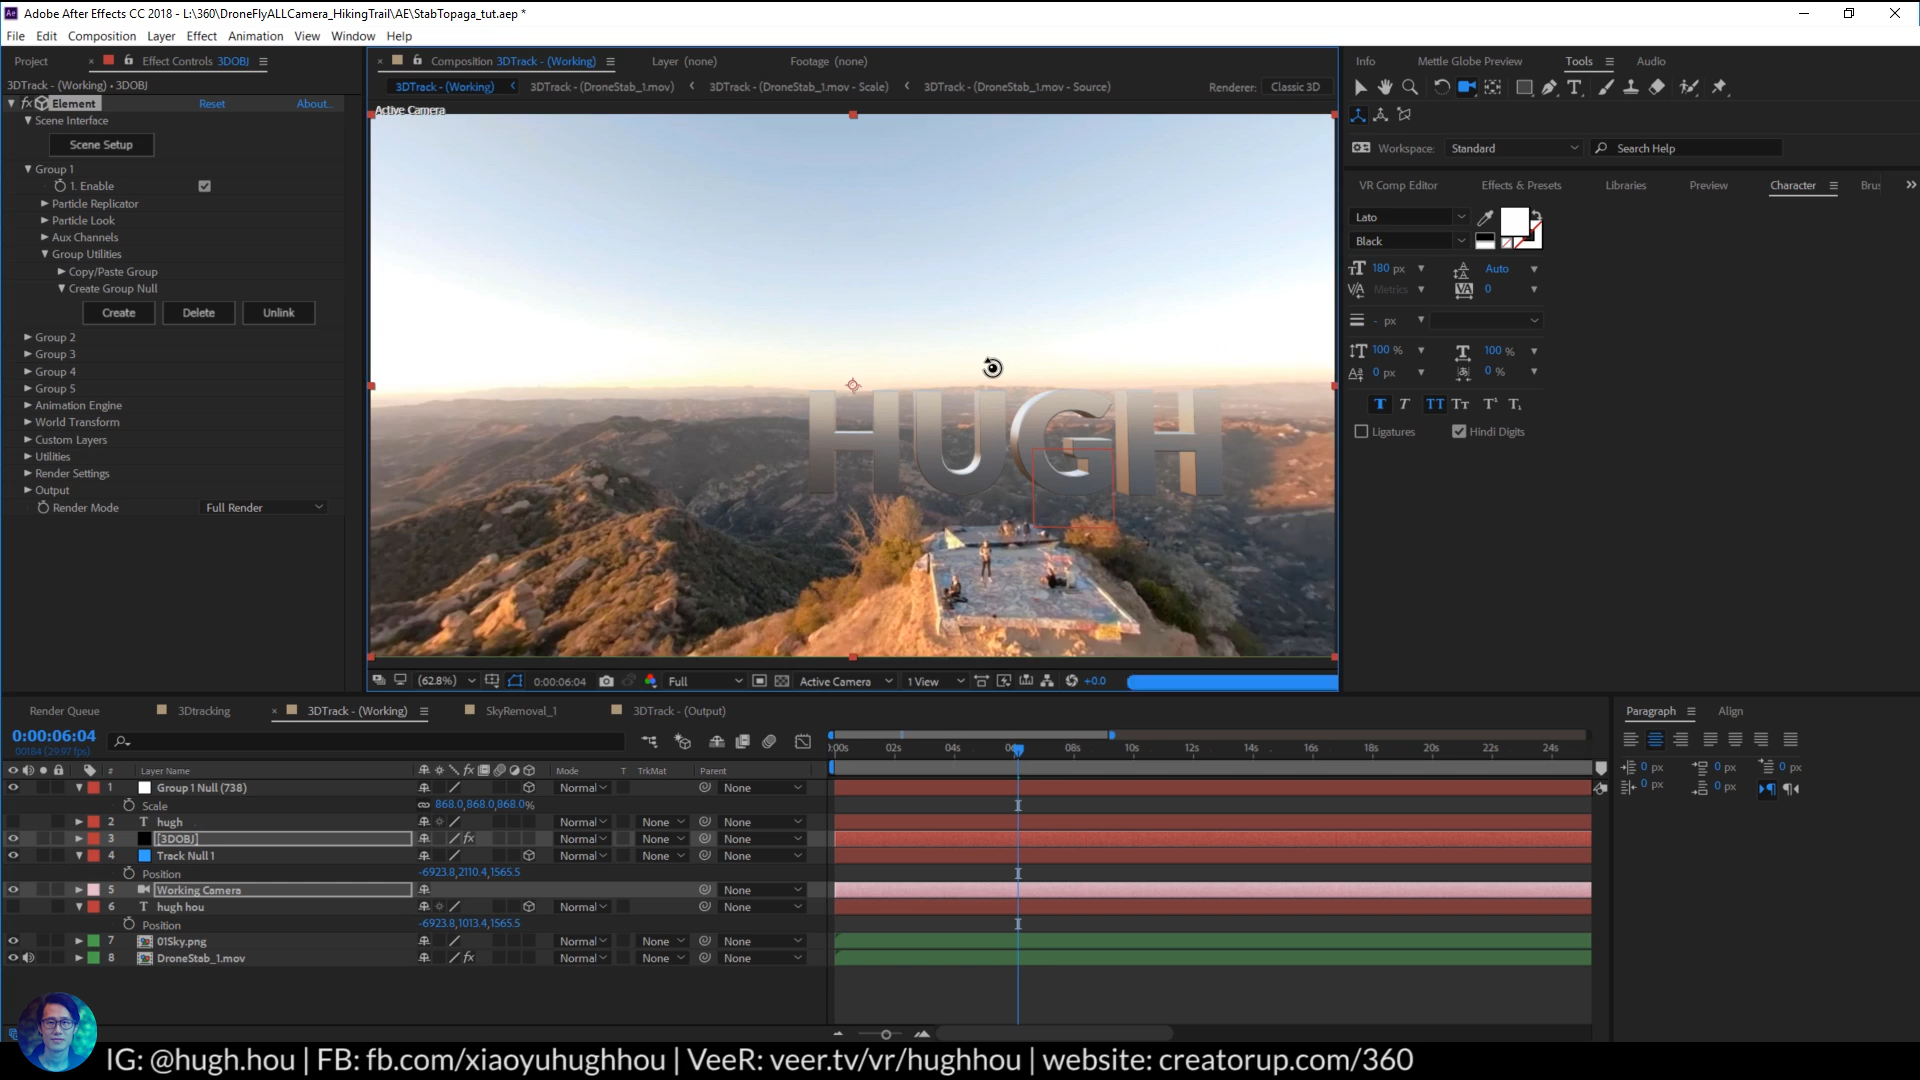 Adobe After Effects CC 2018 - L:\360\DroneFlyALLCamera_HikingTrail\AE\StabTopaga_tut.aep *
File Edit Composition Layer Effect Animation View Window Help
Project × Effect Controls 3DOBJ
3DTrack - (Working) • 3DOBJ
fx Element Reset About...
Scene Interface
Scene Setup
Group 1
1. Enable
Particle Replicator
Particle Look
Aux Channels
Group Utilities
Copy/Paste Group
Create Group Null
Create Delete Unlink
Group 2
Group 3
Group 4
Group 5
Animation Engine
World Transform
Custom Layers
Utilities
Render Settings
Output
Render Mode Full Render
× Composition 3DTrack - (Working) Layer (none) Footage (none)
3DTrack - (Working) 3DTrack - (DroneStab_1.mov) 3DTrack - (DroneStab_1.mov - Scale) 3DTrack - (DroneStab_1.mov - Source) Renderer: Classic 3D
Active Camera
HUGH
(62.8%) 0:00:06:04 Full Active Camera 1 View +0.0
Info Mettle Globe Preview Tools Audio
Workspace: Standard Search Help
VR Comp Editor Effects & Presets Libraries Preview Character Brus
Lato
Black
180 px Auto
Metrics 0
- px
100 % 100 %
0 px 0 %
T T TT Tt T¹ T₁
Ligatures Hindi Digits
Render Queue 3Dtracking × 3DTrack - (Working) SkyRemoval_1 3DTrack - (Output)
0:00:06:04
00184 (29.97 fps)
# Layer Name Mode T TrkMat Parent
1 Group 1 Null (738) Normal None
Scale 868.0,868.0,868.0%
2 T hugh Normal None None
3 [3DOBJ] fx Normal None None
4 Track Null 1 Normal None None
Position -6923.8,2110.4,1565.5
5 Working Camera None
6 T hugh hou Normal None
Position -6923.8,1013.4,1565.5
7 01Sky.png Normal None None
8 DroneStab_1.mov fx Normal None None
02s 04s 08s 10s 12s 14s 16s 18s 20s 22s 24s
Paragraph Align
0 px 0 px 0 px
0 px 0 px
IG: @hugh.hou | FB: fb.com/xiaoyuhughhou | VeeR: veer.tv/vr/hughhou | website: creatorup.com/360